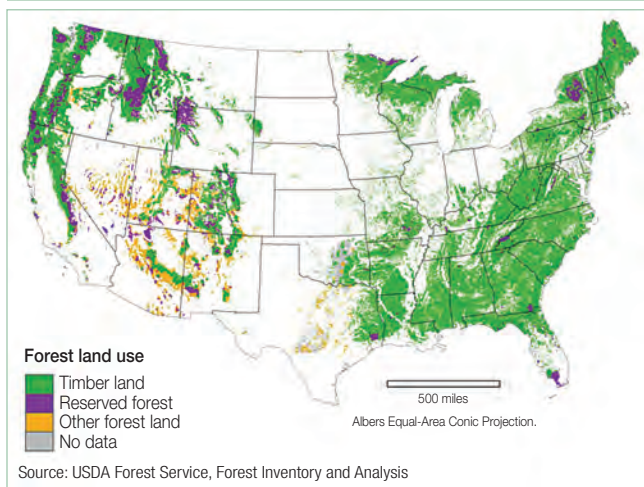 Forest land use
Timber land
Reserved forest
Other forest land
No data
500 miles
Albers Equal-Area Conic Projection.
Source: USDA Forest Service, Forest Inventory and Analysis